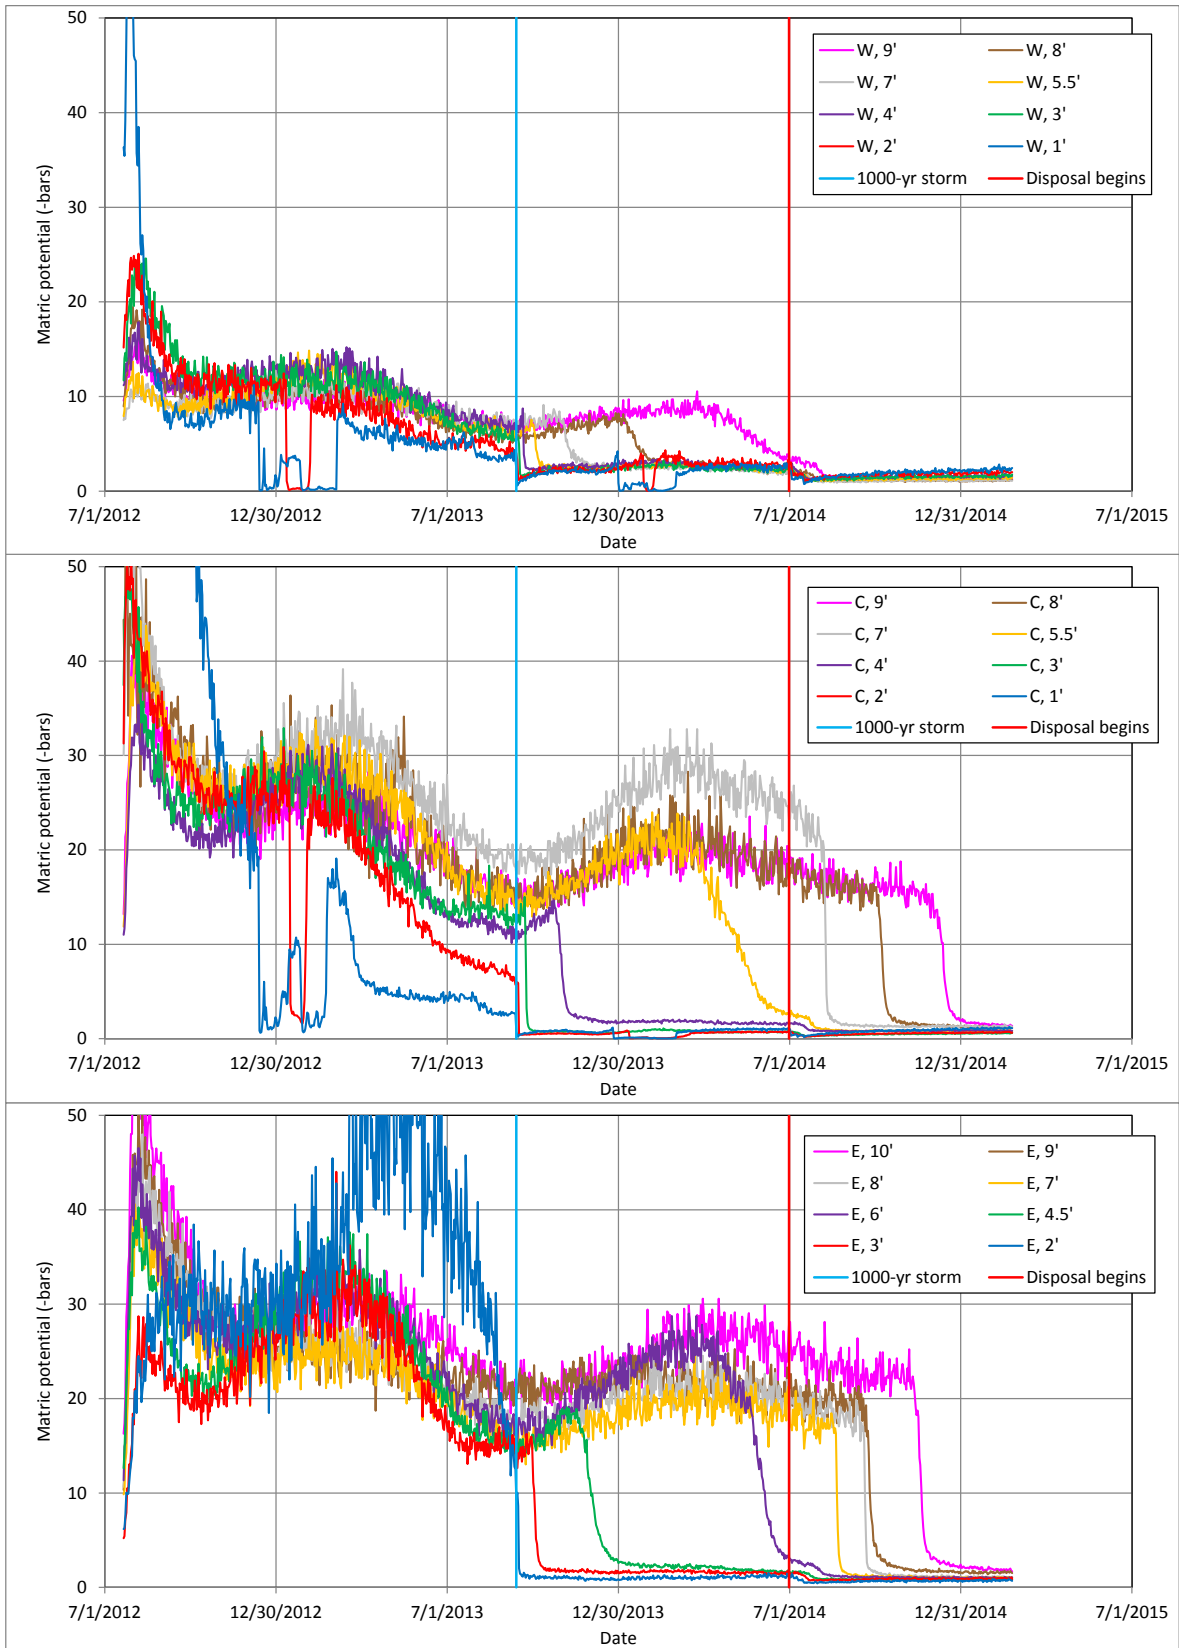 50
40
30
20
10
0
Matric potential (-bars)
W, 9' W, 8'
W, 7' W, 5.5'
W, 4' W, 3'
W, 2' W, 1'
1000-yr storm Disposal begins
7/1/2012 12/30/2012 7/1/2013 12/30/2013 7/1/2014 12/31/2014 7/1/2015
Date
50
40
30
20
10
0
Matric potential (-bars)
C, 9' C, 8'
C, 7' C, 5.5'
C, 4' C, 3'
C, 2' C, 1'
1000-yr storm Disposal begins
7/1/2012 12/30/2012 7/1/2013 12/30/2013 7/1/2014 12/31/2014 7/1/2015
Date
50
40
30
20
10
0
Matric potential (-bars)
E, 10' E, 9'
E, 8' E, 7'
E, 6' E, 4.5'
E, 3' E, 2'
1000-yr storm Disposal begins
7/1/2012 12/30/2012 7/1/2013 12/30/2013 7/1/2014 12/31/2014 7/1/2015
Date